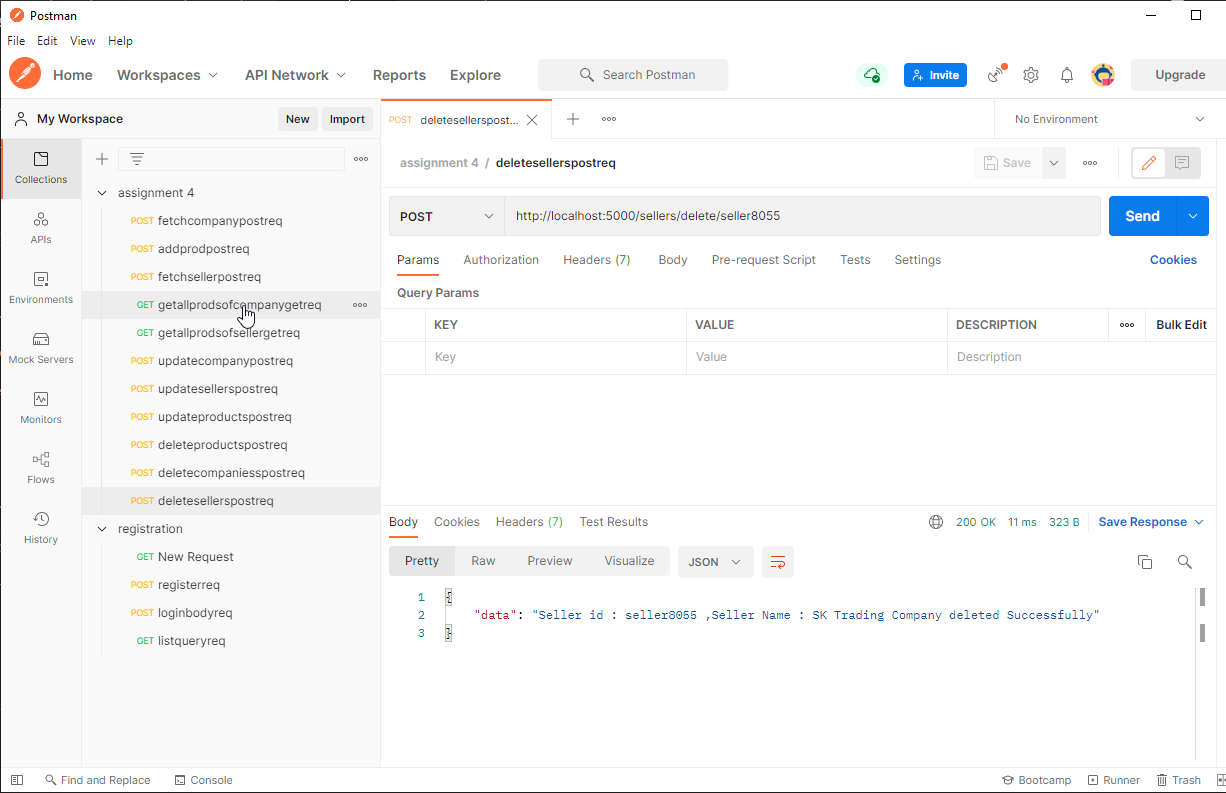 Postman
File Edit View Help
Home Workspaces API Network Reports Explore Search Postman Invite Upgrade
My Workspace New Import POST deletesellerspost... No Environment
assignment 4 / deletesellerspostreq Save
Collections
APIs
Environments
Mock Servers
Monitors
Flows
History
assignment 4
POST fetchcompanypostreq
POST addprodpostreq
POST fetchsellerpostreq
GET getallprodsofcompanygetreq
GET getallprodsofsellergetreq
POST updatecompanypostreq
POST updatesellerspostreq
POST updateproductspostreq
POST deleteproductspostreq
POST deletecompaniesspostreq
POST deletesellerspostreq
registration
GET New Request
POST registerreq
POST loginbodyreq
GET listqueryreq
POST http://localhost:5000/sellers/delete/seller8055 Send
Params Authorization Headers (7) Body Pre-request Script Tests Settings Cookies
Query Params
KEY VALUE DESCRIPTION Bulk Edit
Key Value Description
Body Cookies Headers (7) Test Results 200 OK 11 ms 323 B Save Response
Pretty Raw Preview Visualize JSON
1 {
2 "data": "Seller id : seller8055 ,Seller Name : SK Trading Company deleted Successfully"
3 }
Find and Replace Console Bootcamp Runner Trash